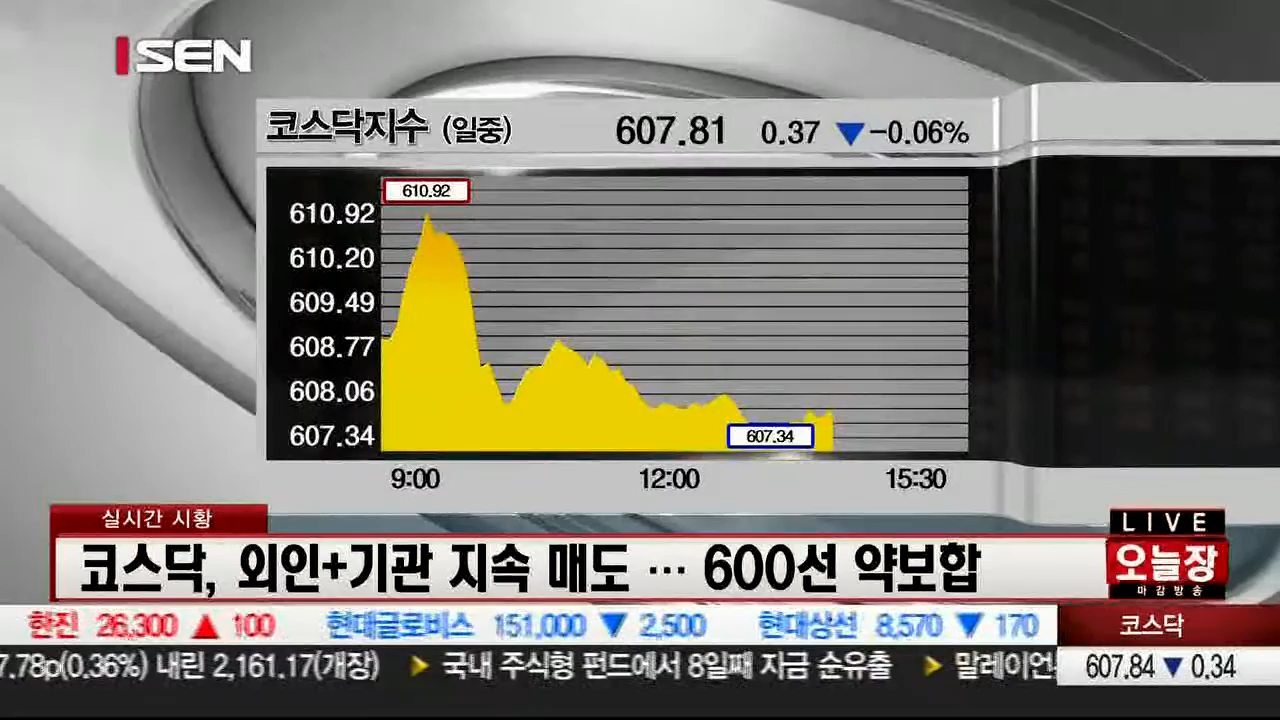 SEN
코스닥지수 (일중) 607.81 0.37 ▼-0.06%
610.92
610.92
610.20
609.49
608.77
608.06
607.34
607.34
9:00 12:00 15:30
실시간 시황
LIVE
코스닥, 외인+기관 지속 매도 … 600선 약보합
오늘장
마감방송
한진 26,300 ▲ 100 현대글로비스 151,000 ▼ 2,500 현대상선 8,570 ▼ 170
코스닥
7.78p(0.36%) 내린 2,161.17(개장) ▶ 국내 주식형 펀드에서 8일째 자금 순유출 ▶ 말레이언
607.84 ▼ 0.34